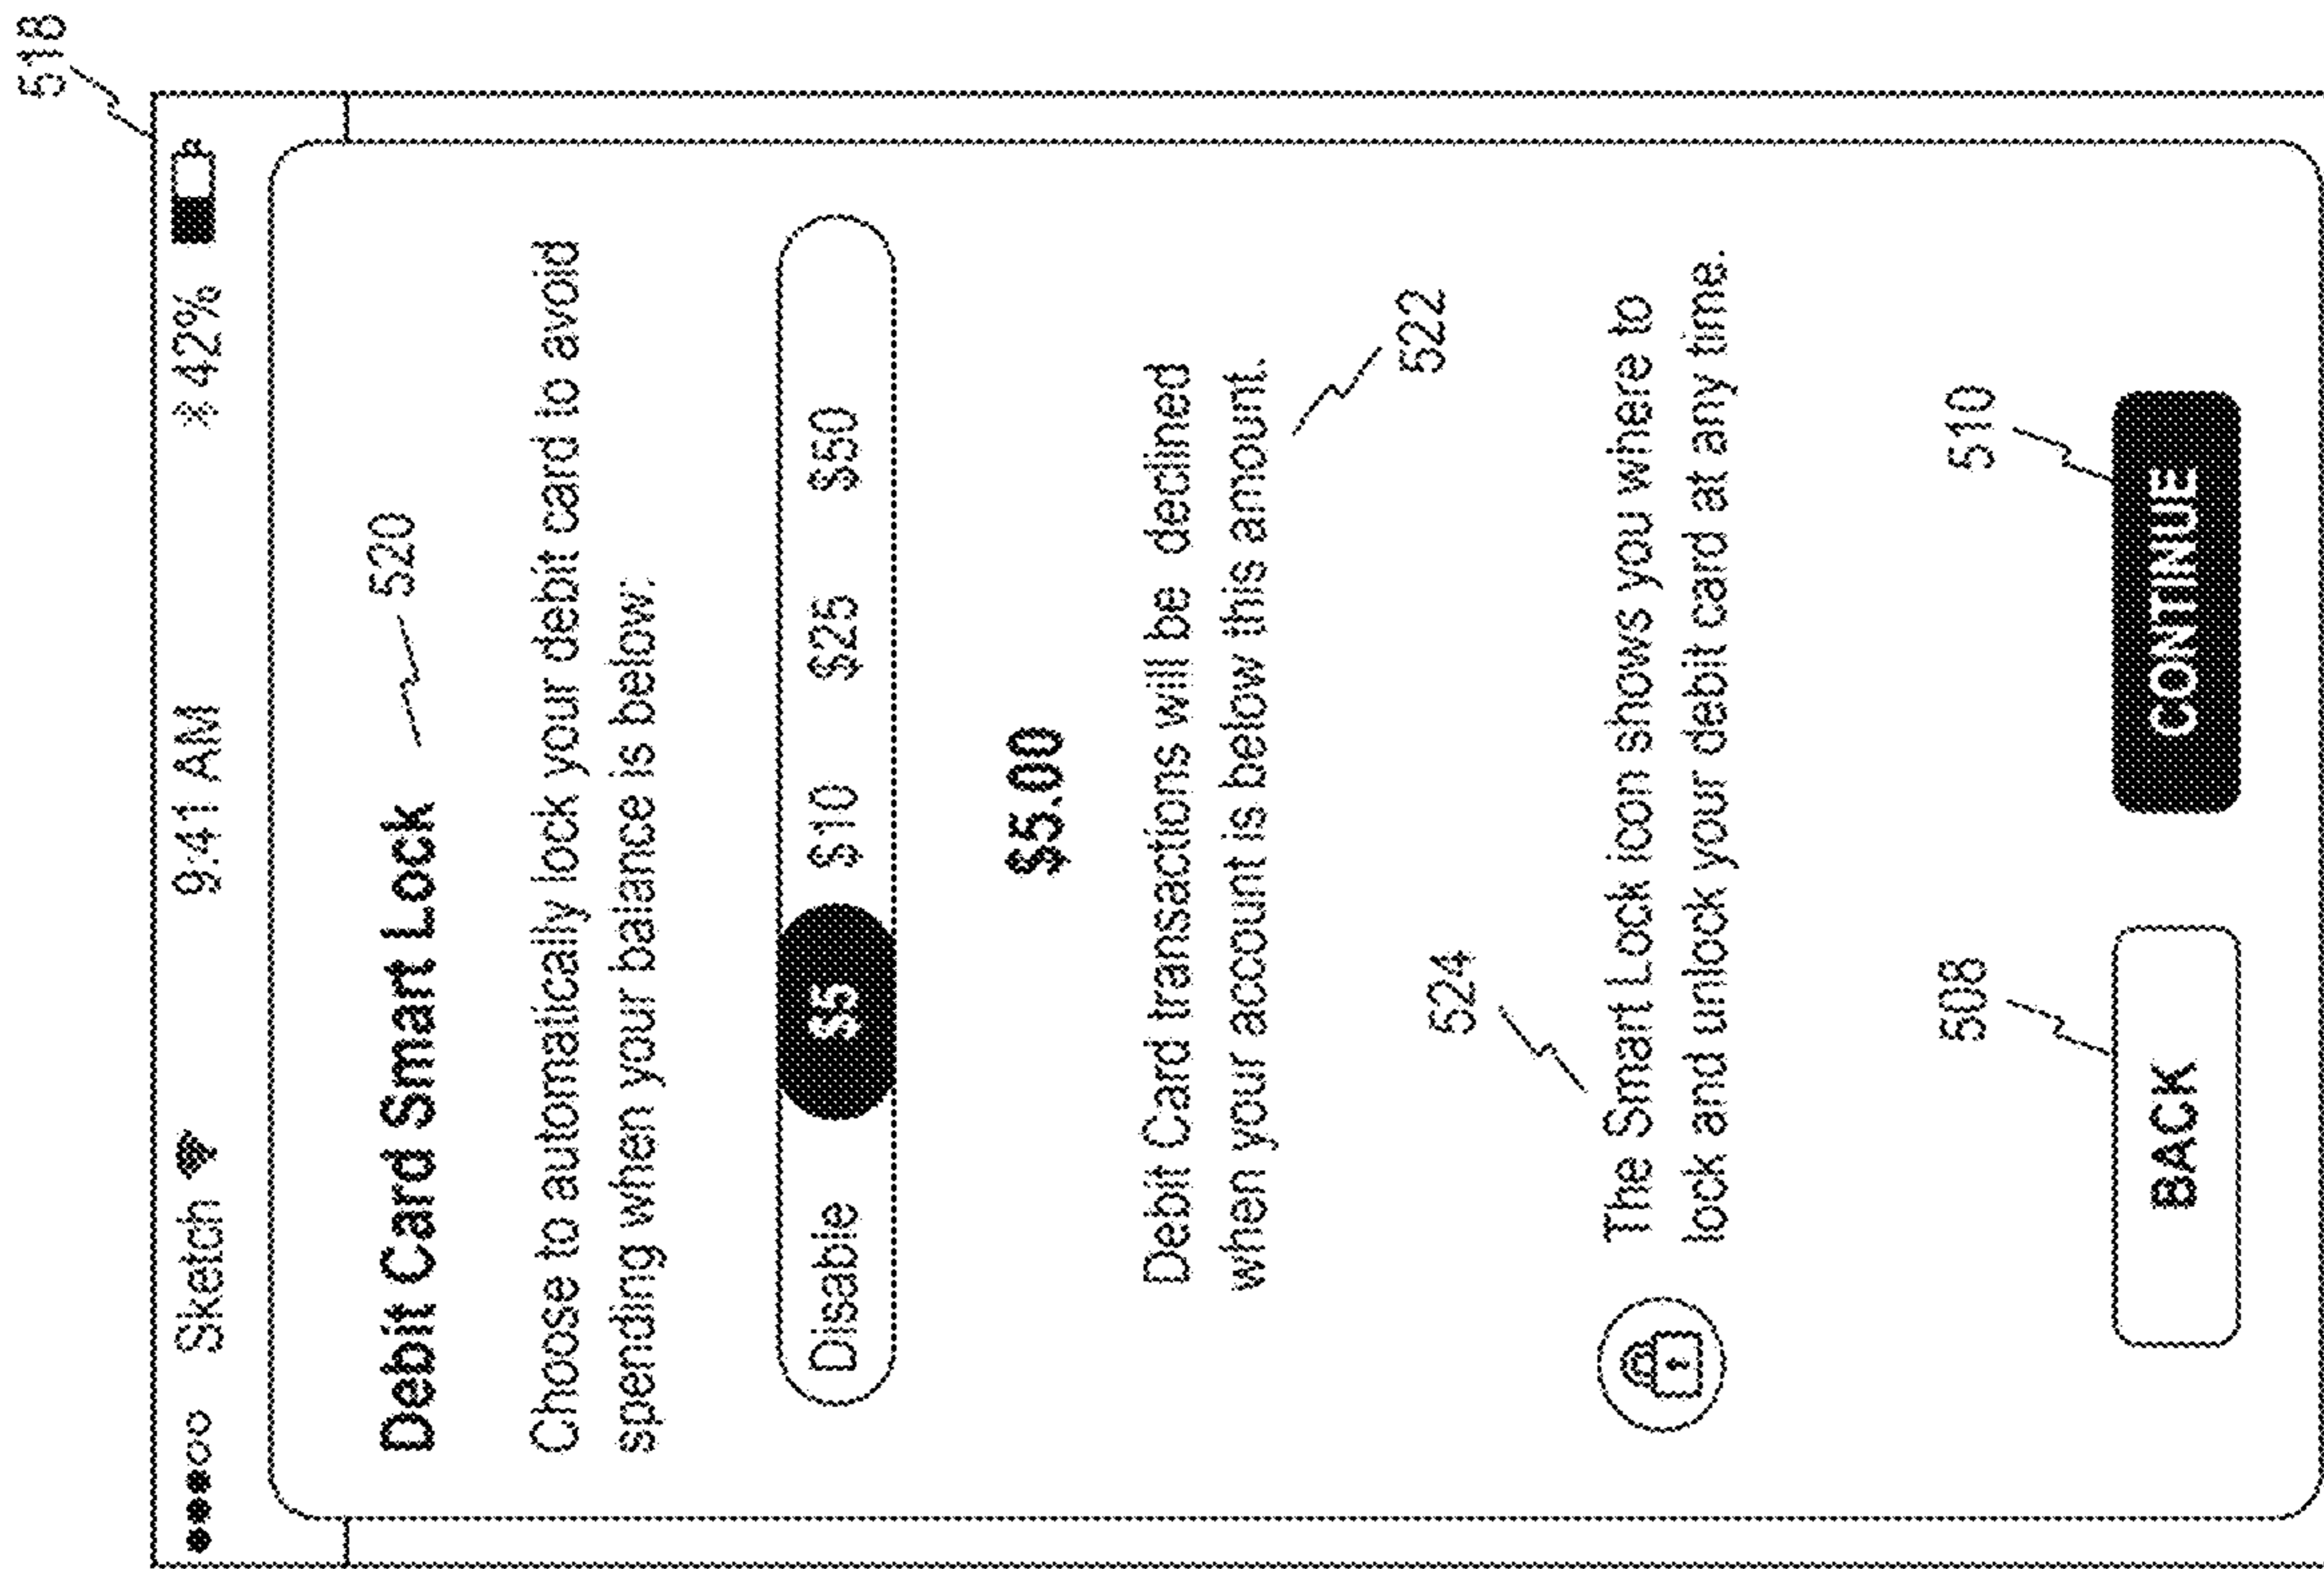 518
Sketch 9:41 AM 42%
Debit Card Smart Lock 520
Choose to automatically lock your debit card to avoid
spending when your balance is below:
Disable $5 $10 $25 $50
$5.00
Debit Card transactions will be declined
when your account is below this amount.
522
524
The Smart Lock icon shows you where to
lock and unlock your debit card at any time.
508 510
BACK CONTINUE